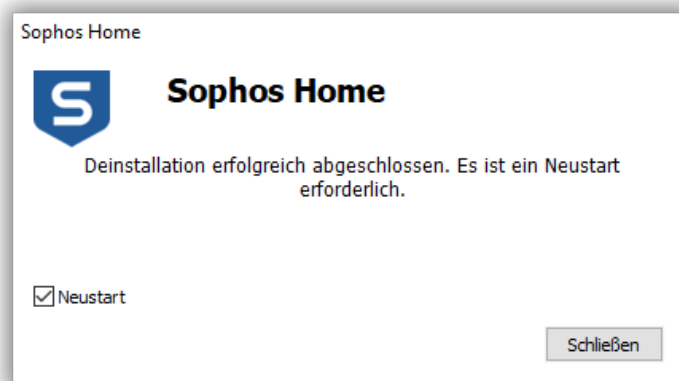 Sophos Home
Sophos Home
Deinstallation erfolgreich abgeschlossen. Es ist ein Neustart
erforderlich.
Neustart
Schließen